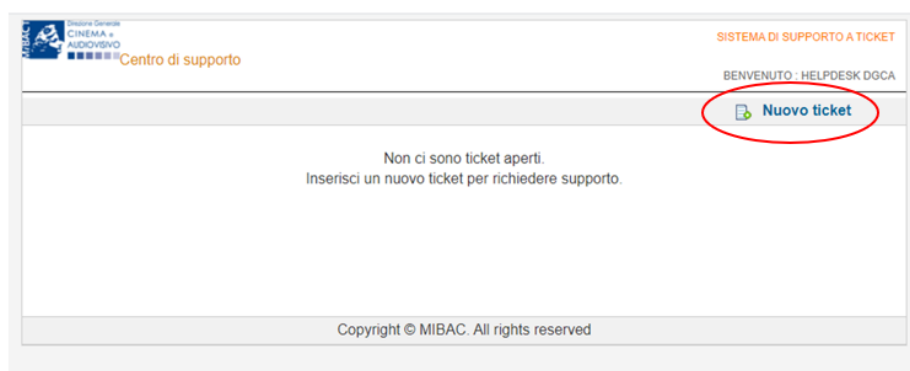 MIBACT
Direzione Generale
CINEMA e
AUDIOVISIVO
Centro di supporto
SISTEMA DI SUPPORTO A TICKET
BENVENUTO : HELPDESK DGCA
Nuovo ticket
Non ci sono ticket aperti.
Inserisci un nuovo ticket per richiedere supporto.
Copyright © MIBAC. All rights reserved